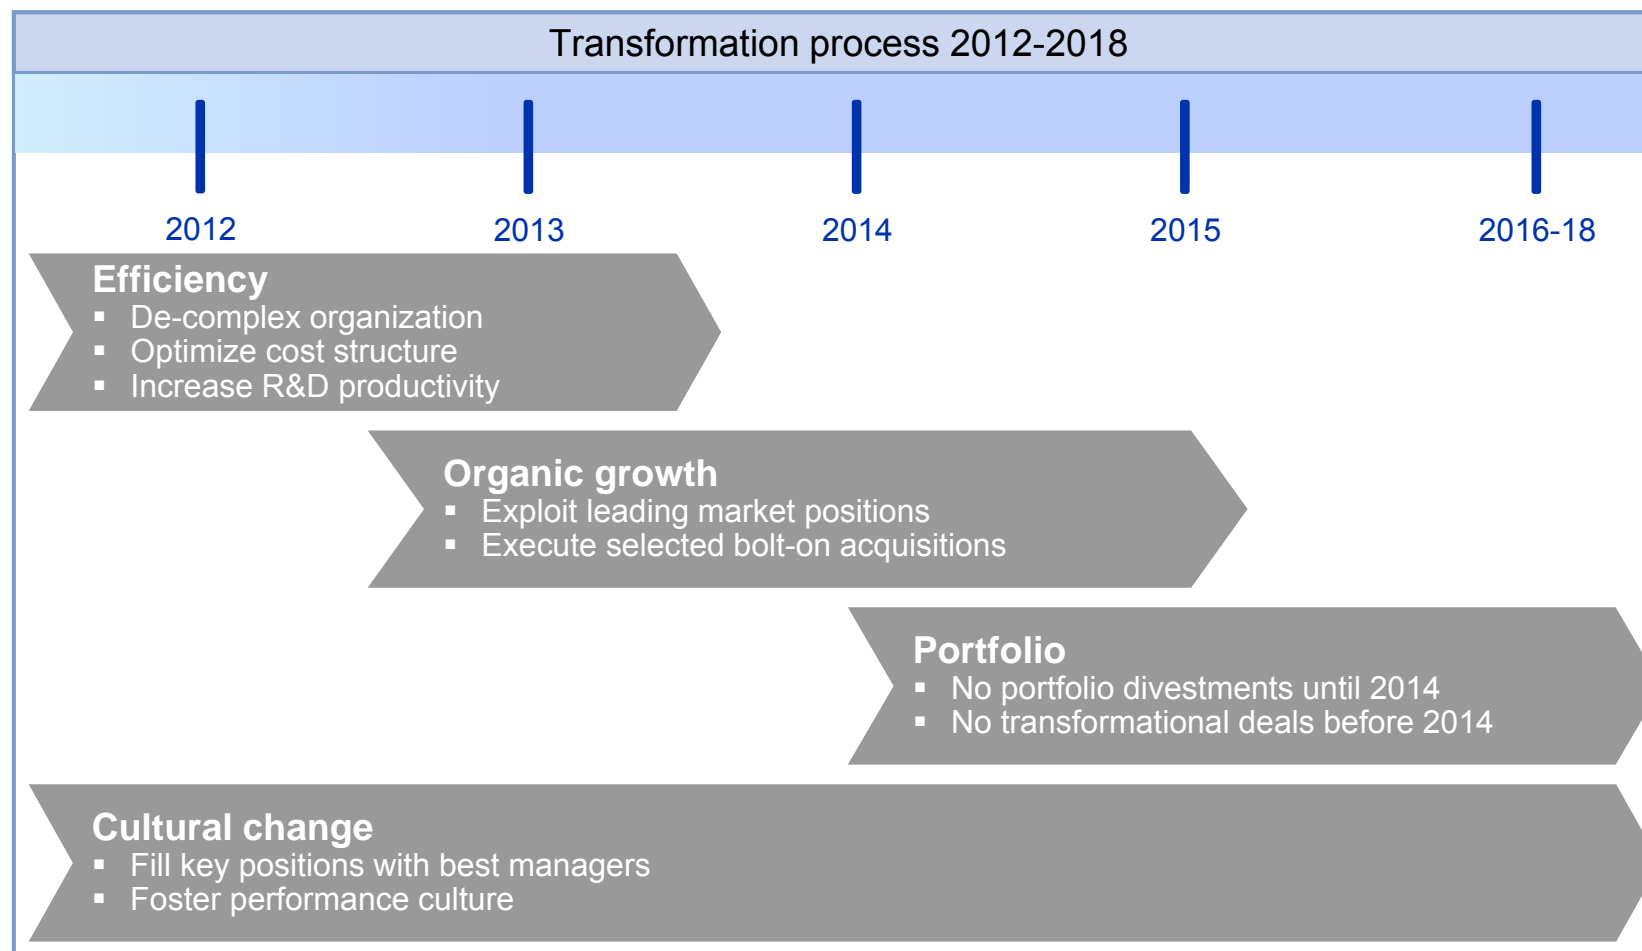 Transformation process 2012-2018
2012 2013 2014 2015 2016-18
Efficiency
▪ De-complex organization
▪ Optimize cost structure
▪ Increase R&D productivity
Organic growth
▪ Exploit leading market positions
▪ Execute selected bolt-on acquisitions
Portfolio
▪ No portfolio divestments until 2014
▪ No transformational deals before 2014
Cultural change
▪ Fill key positions with best managers
▪ Foster performance culture